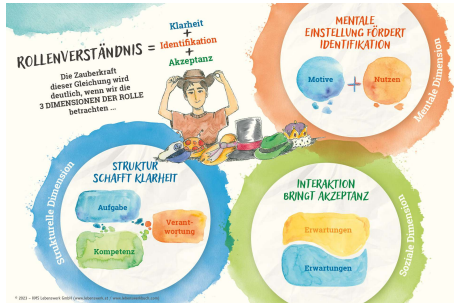 ROLLENVERSTÄNDNIS =
Klarheit
+
Identifikation
+
Akzeptanz
Die Zauberkraft
dieser Gleichung wird
deutlich, wenn wir die
3 DIMENSIONEN DER ROLLE
betrachten ...
MENTALE
EINSTELLUNG FÖRDERT
IDENTIFIKATION
Motive
+
Nutzen
Mentale Dimension
STRUKTUR
SCHAFFT KLARHEIT
Aufgabe
Verant-
wortung
Kompetenz
Strukturelle Dimension
INTERAKTION
BRINGT AKZEPTANZ
Erwartungen
Erwartungen
Soziale Dimension